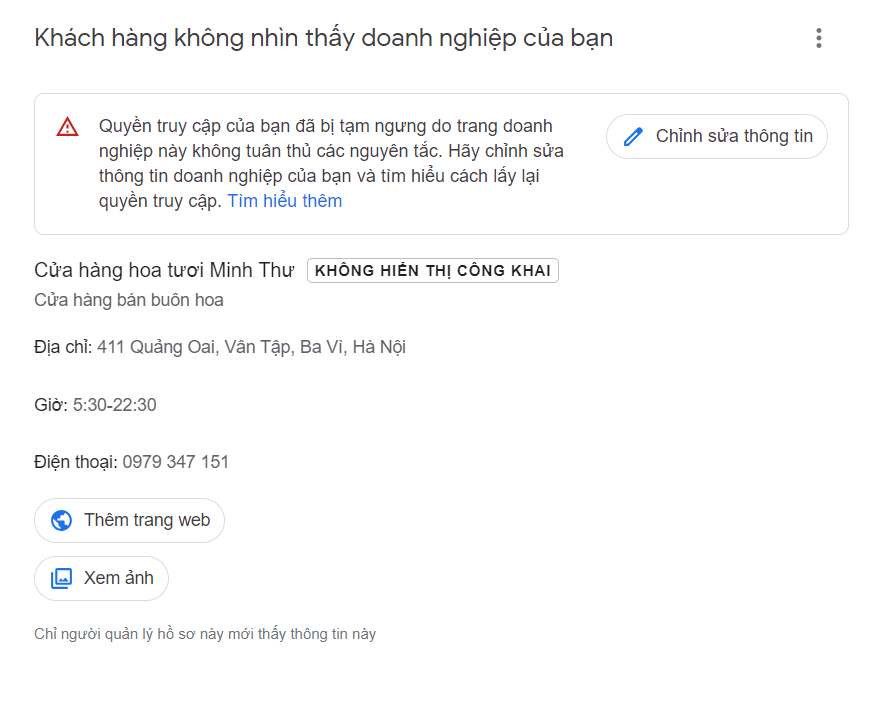 Khách hàng không nhìn thấy doanh nghiệp của bạn
Quyền truy cập của bạn đã bị tạm ngưng do trang doanh
nghiệp này không tuân thủ các nguyên tắc. Hãy chỉnh sửa
thông tin doanh nghiệp của bạn và tìm hiểu cách lấy lại
quyền truy cập. Tìm hiểu thêm
Chỉnh sửa thông tin
Cửa hàng hoa tươi Minh Thư KHÔNG HIỂN THỊ CÔNG KHAI
Cửa hàng bán buôn hoa
Địa chỉ: 411 Quảng Oai, Vân Tập, Ba Vì, Hà Nội
Giờ: 5:30-22:30
Điện thoại: 0979 347 151
Thêm trang web
Xem ảnh
Chỉ người quản lý hồ sơ này mới thấy thông tin này